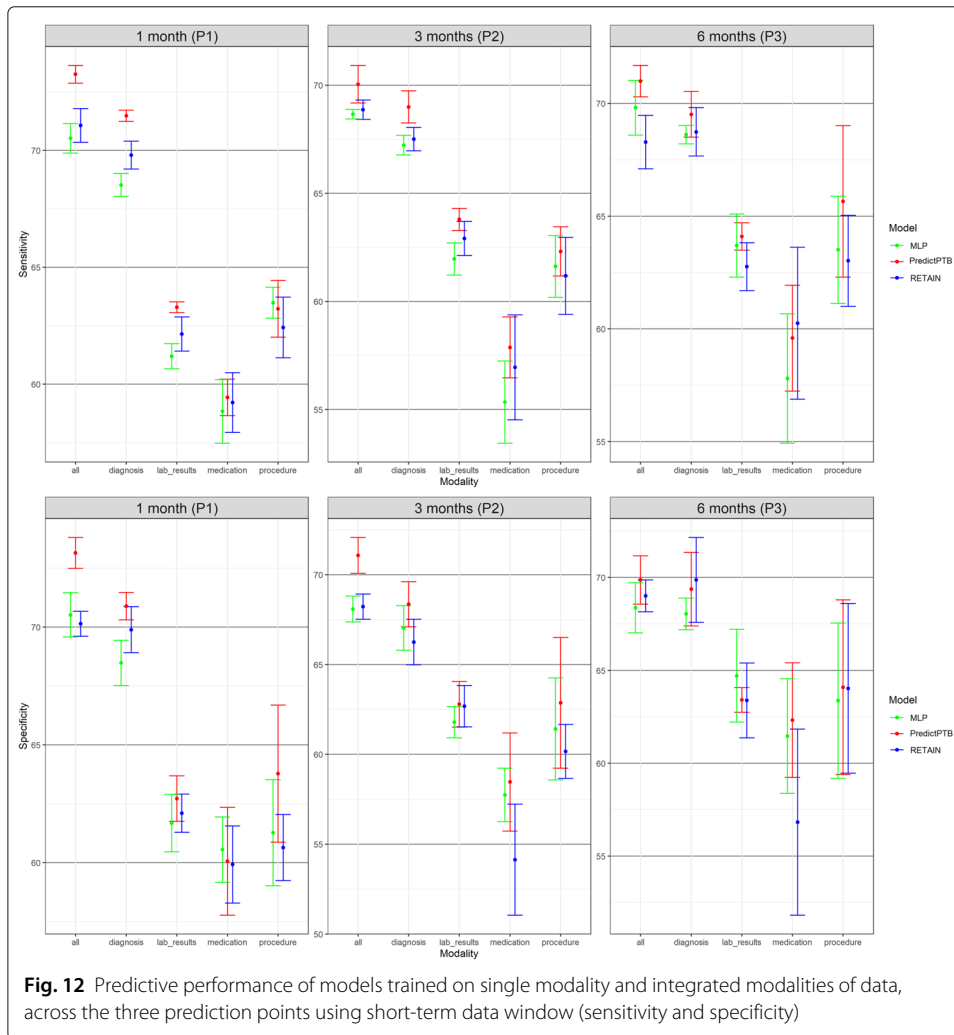 1 month (P1)
3 months (P2)
6 months (P3)
Sensitivity
70
65
60
70
65
60
55
70
65
60
55
all diagnosis lab_results medication procedure
all diagnosis lab_results medication procedure
all diagnosis lab_results medication procedure
Modality
Model
MLP
PredictPTB
RETAIN
1 month (P1)
3 months (P2)
6 months (P3)
Specificity
70
65
60
70
65
60
55
50
70
65
60
55
all diagnosis lab_results medication procedure
all diagnosis lab_results medication procedure
all diagnosis lab_results medication procedure
Modality
Model
MLP
PredictPTB
RETAIN
Fig. 12 Predictive performance of models trained on single modality and integrated modalities of data,
across the three prediction points using short-term data window (sensitivity and specificity)